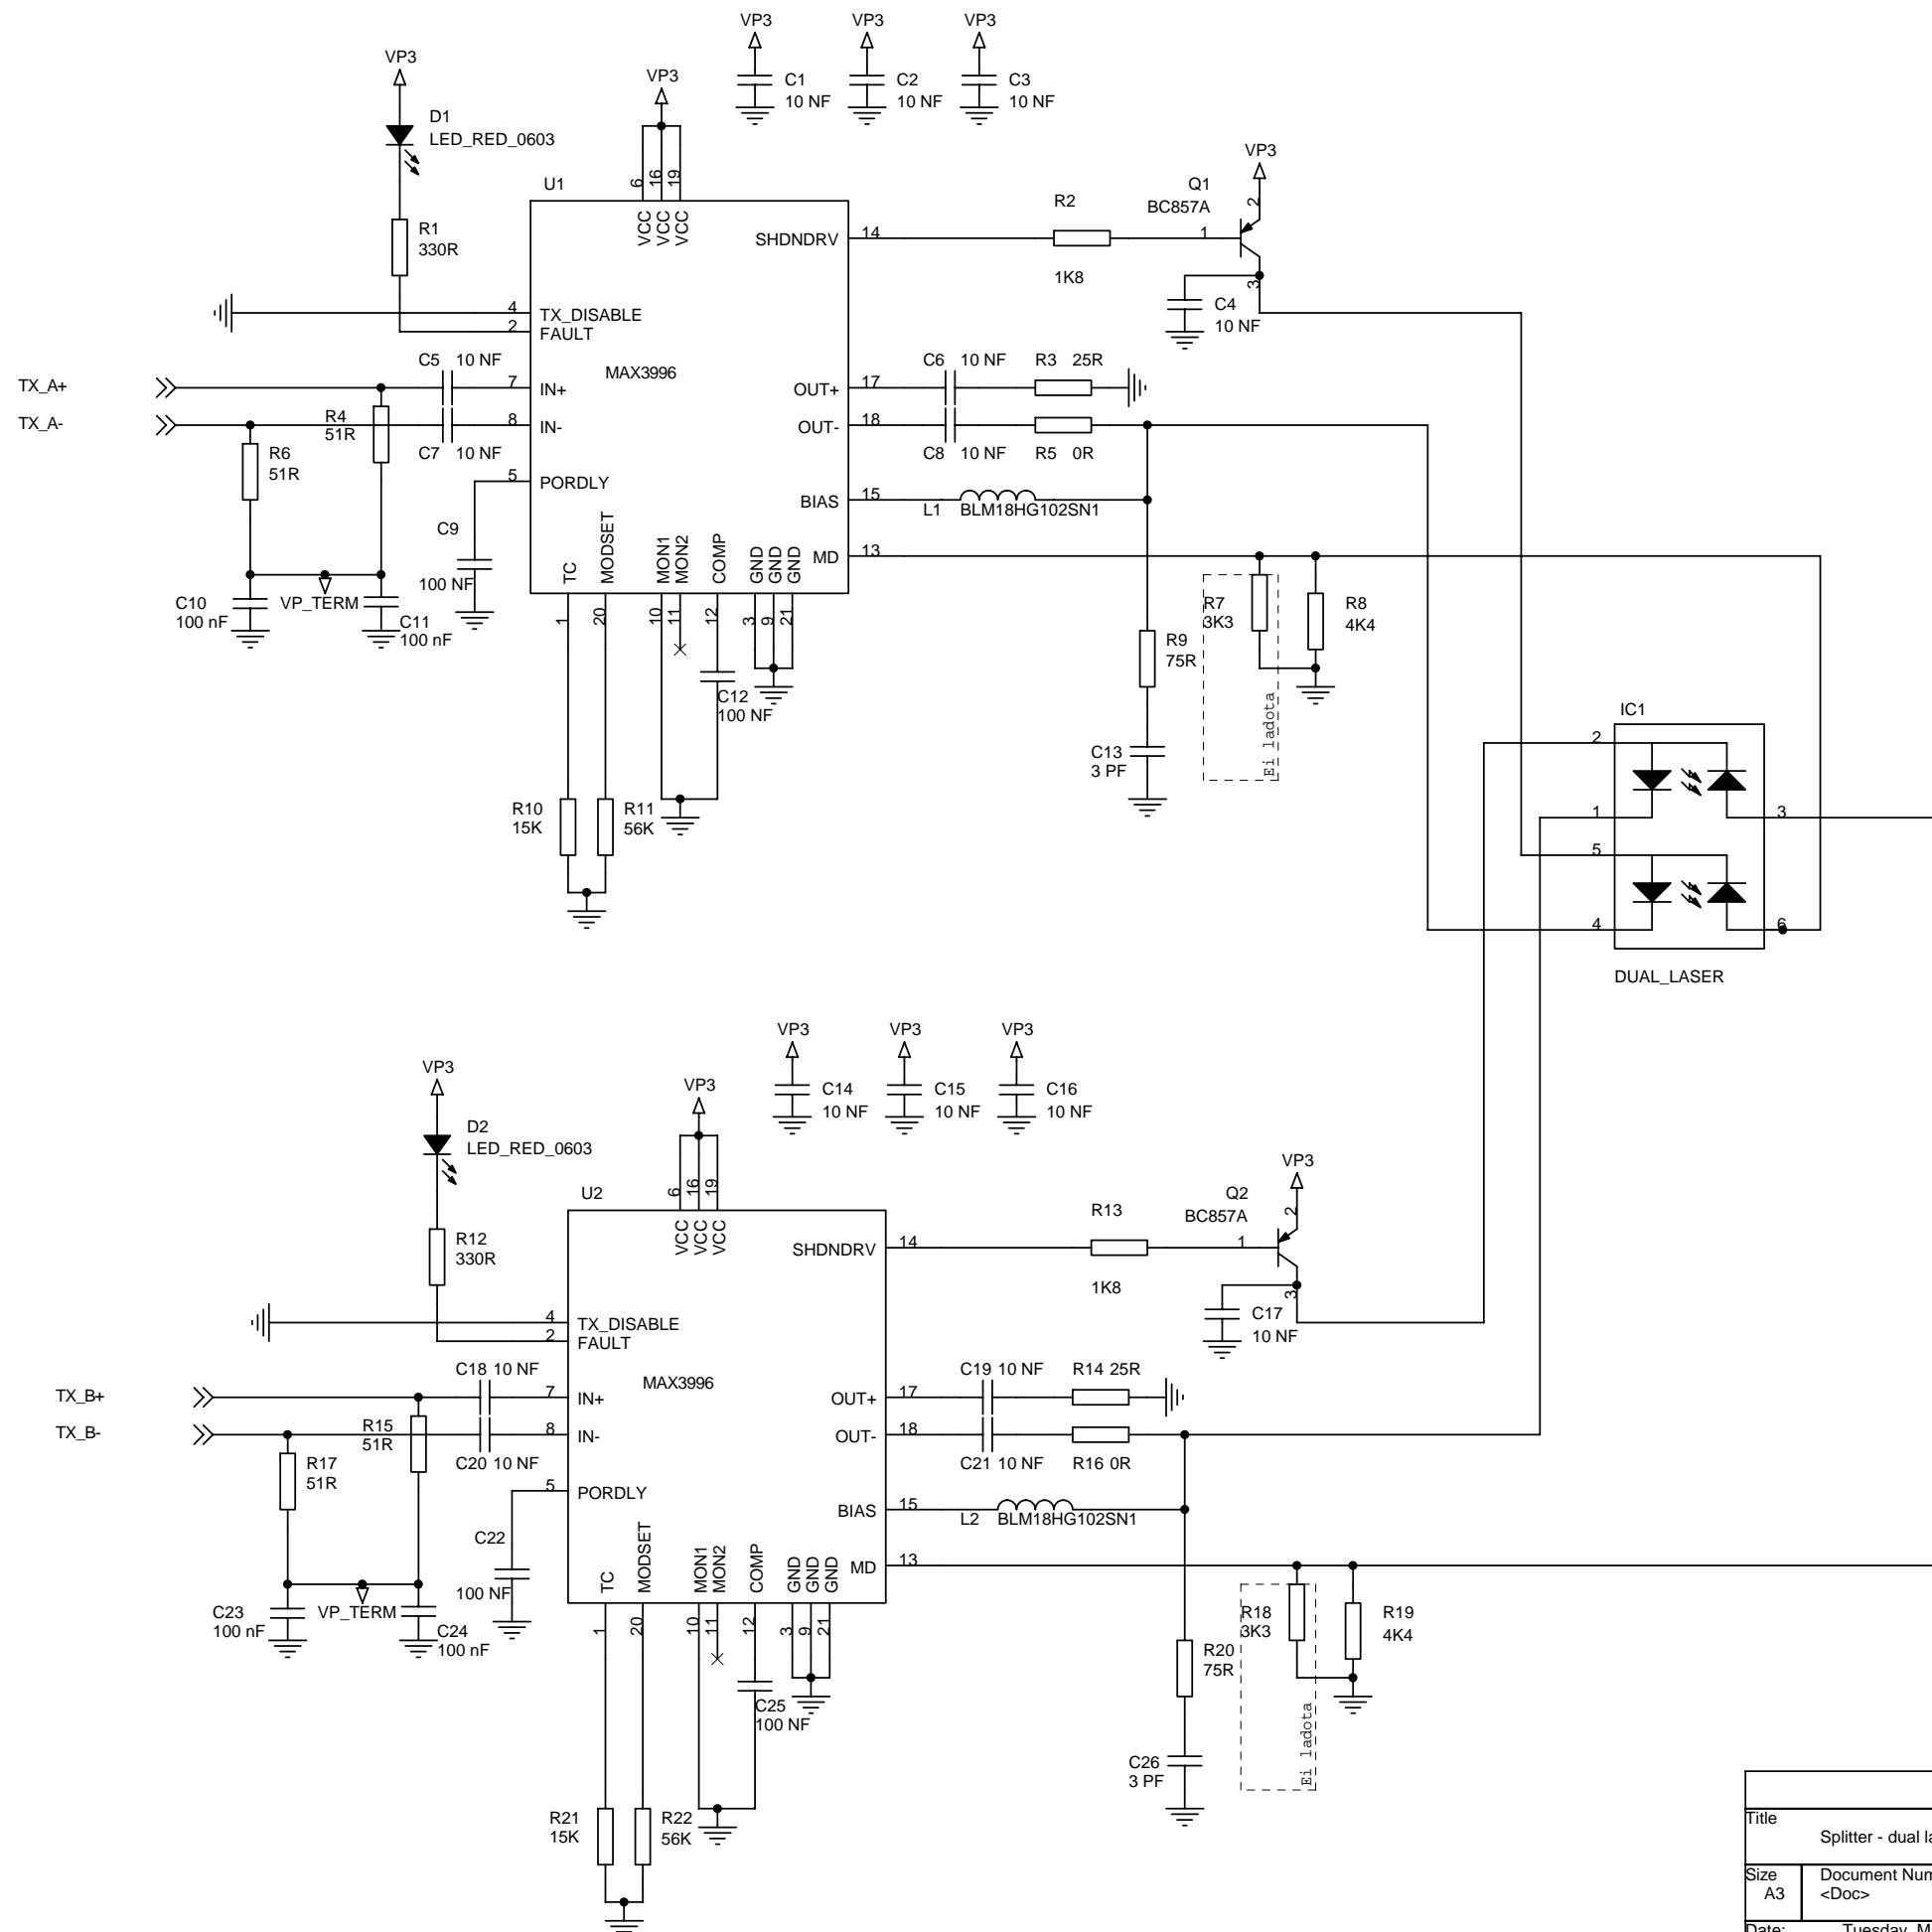 VP3
VP3
VP3
VP3
VP3
C1
10 NF
C2
10 NF
C3
10 NF
D1
LED_RED_0603
VP3
U1
6
16
19
VCC
VCC
VCC
R1
330R
R2
1K8
Q1
BC857A
1
2
3
SHDNDRV
14
C4
10 NF
4
TX_DISABLE
2
FAULT
MAX3996
C5
10 NF
TX_A+
7
IN+
TX_A-
8
IN-
R4
51R
R6
51R
C7
10 NF
C6
10 NF
R3
25R
OUT+
17
OUT-
18
C8
10 NF
R5
0R
5
PORDLY
BIAS
15
L1
BLM18HG102SN1
MD
13
C9
100 NF
TC
MODSET
MON1
MON2
COMP
GND
GND
GND
1
20
10
11
12
3
9
21
C10
100 nF
VP_TERM
C11
100 nF
R7
3K3
Ei ladota
R8
4K4
R9
75R
C12
100 NF
C13
3 PF
R10
15K
R11
56K
IC1
2
1
5
4
3
6
DUAL_LASER
VP3
VP3
VP3
VP3
VP3
C14
10 NF
C15
10 NF
C16
10 NF
D2
LED_RED_0603
VP3
U2
6
16
19
VCC
VCC
VCC
R12
330R
R13
1K8
Q2
BC857A
1
2
3
SHDNDRV
14
C17
10 NF
4
TX_DISABLE
2
FAULT
MAX3996
C18
10 NF
TX_B+
7
IN+
TX_B-
8
IN-
R15
51R
R17
51R
C20
10 NF
C19
10 NF
R14
25R
OUT+
17
OUT-
18
C21
10 NF
R16
0R
5
PORDLY
BIAS
15
L2
BLM18HG102SN1
MD
13
C22
100 NF
TC
MODSET
MON1
MON2
COMP
GND
GND
GND
1
20
10
11
12
3
9
21
C23
100 nF
VP_TERM
C24
100 nF
R18
3K3
Ei ladota
R19
4K4
R20
75R
C25
100 NF
C26
3 PF
R21
15K
R22
56K
Title
Splitter - dual
Size
A3
Document
<Doc>
Date:
Tuesday,